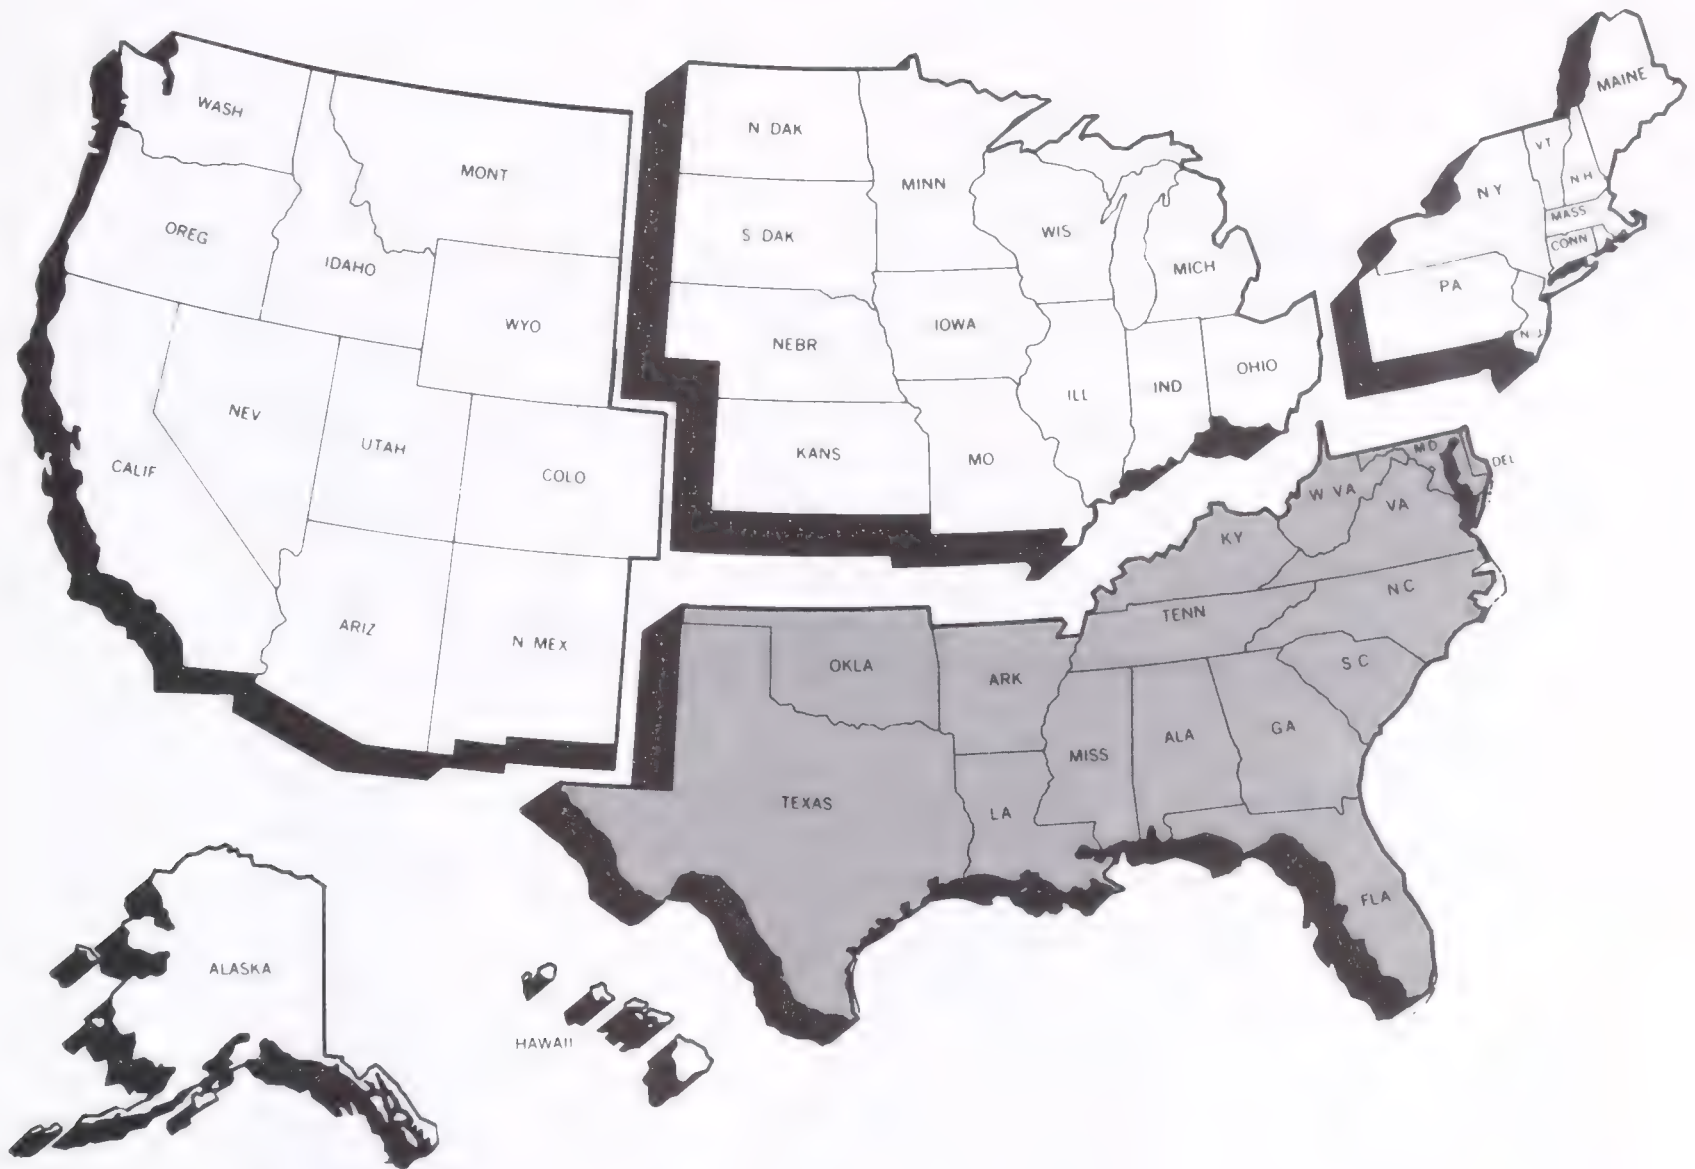 WASH
MONT
OREG
IDAHO
WYO
NEV
UTAH
CALIF
COLO
ARIZ
N MEX
N DAK
MINN
S DAK
WIS
MICH
NEBR
IOWA
ILL
IND
OHIO
KANS
MO
MAINE
VT
N H
N Y
MASS
CONN
PA
N J
MD
DEL
W VA
VA
KY
N C
TENN
S C
OKLA
ARK
GA
ALA
MISS
TEXAS
LA
FLA
ALASKA
HAWAII